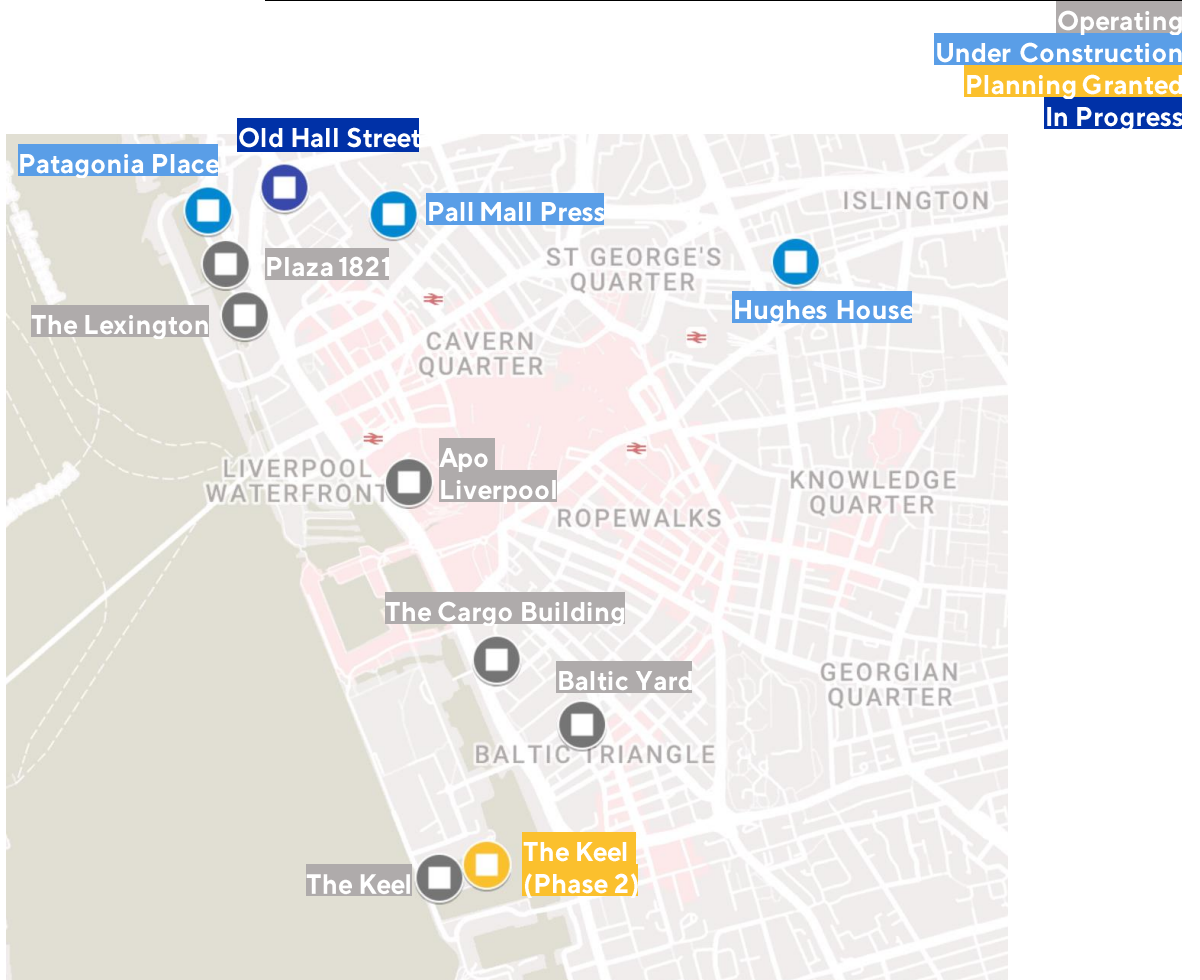 Operating
Under Construction
Planning Granted
In Progress
Old Hall Street
Patagonia Place
Pall Mall Press
ISLINGTON
ST GEORGE'S
QUARTER
Plaza 1821
Hughes House
The Lexington
CAVERN
QUARTER
Apo
Liverpool
LIVERPOOL
WATERFRONT
KNOWLEDGE
QUARTER
ROPEWALKS
The Cargo Building
Baltic Yard
GEORGIAN
QUARTER
BALTIC TRIANGLE
The Keel
(Phase 2)
The Keel